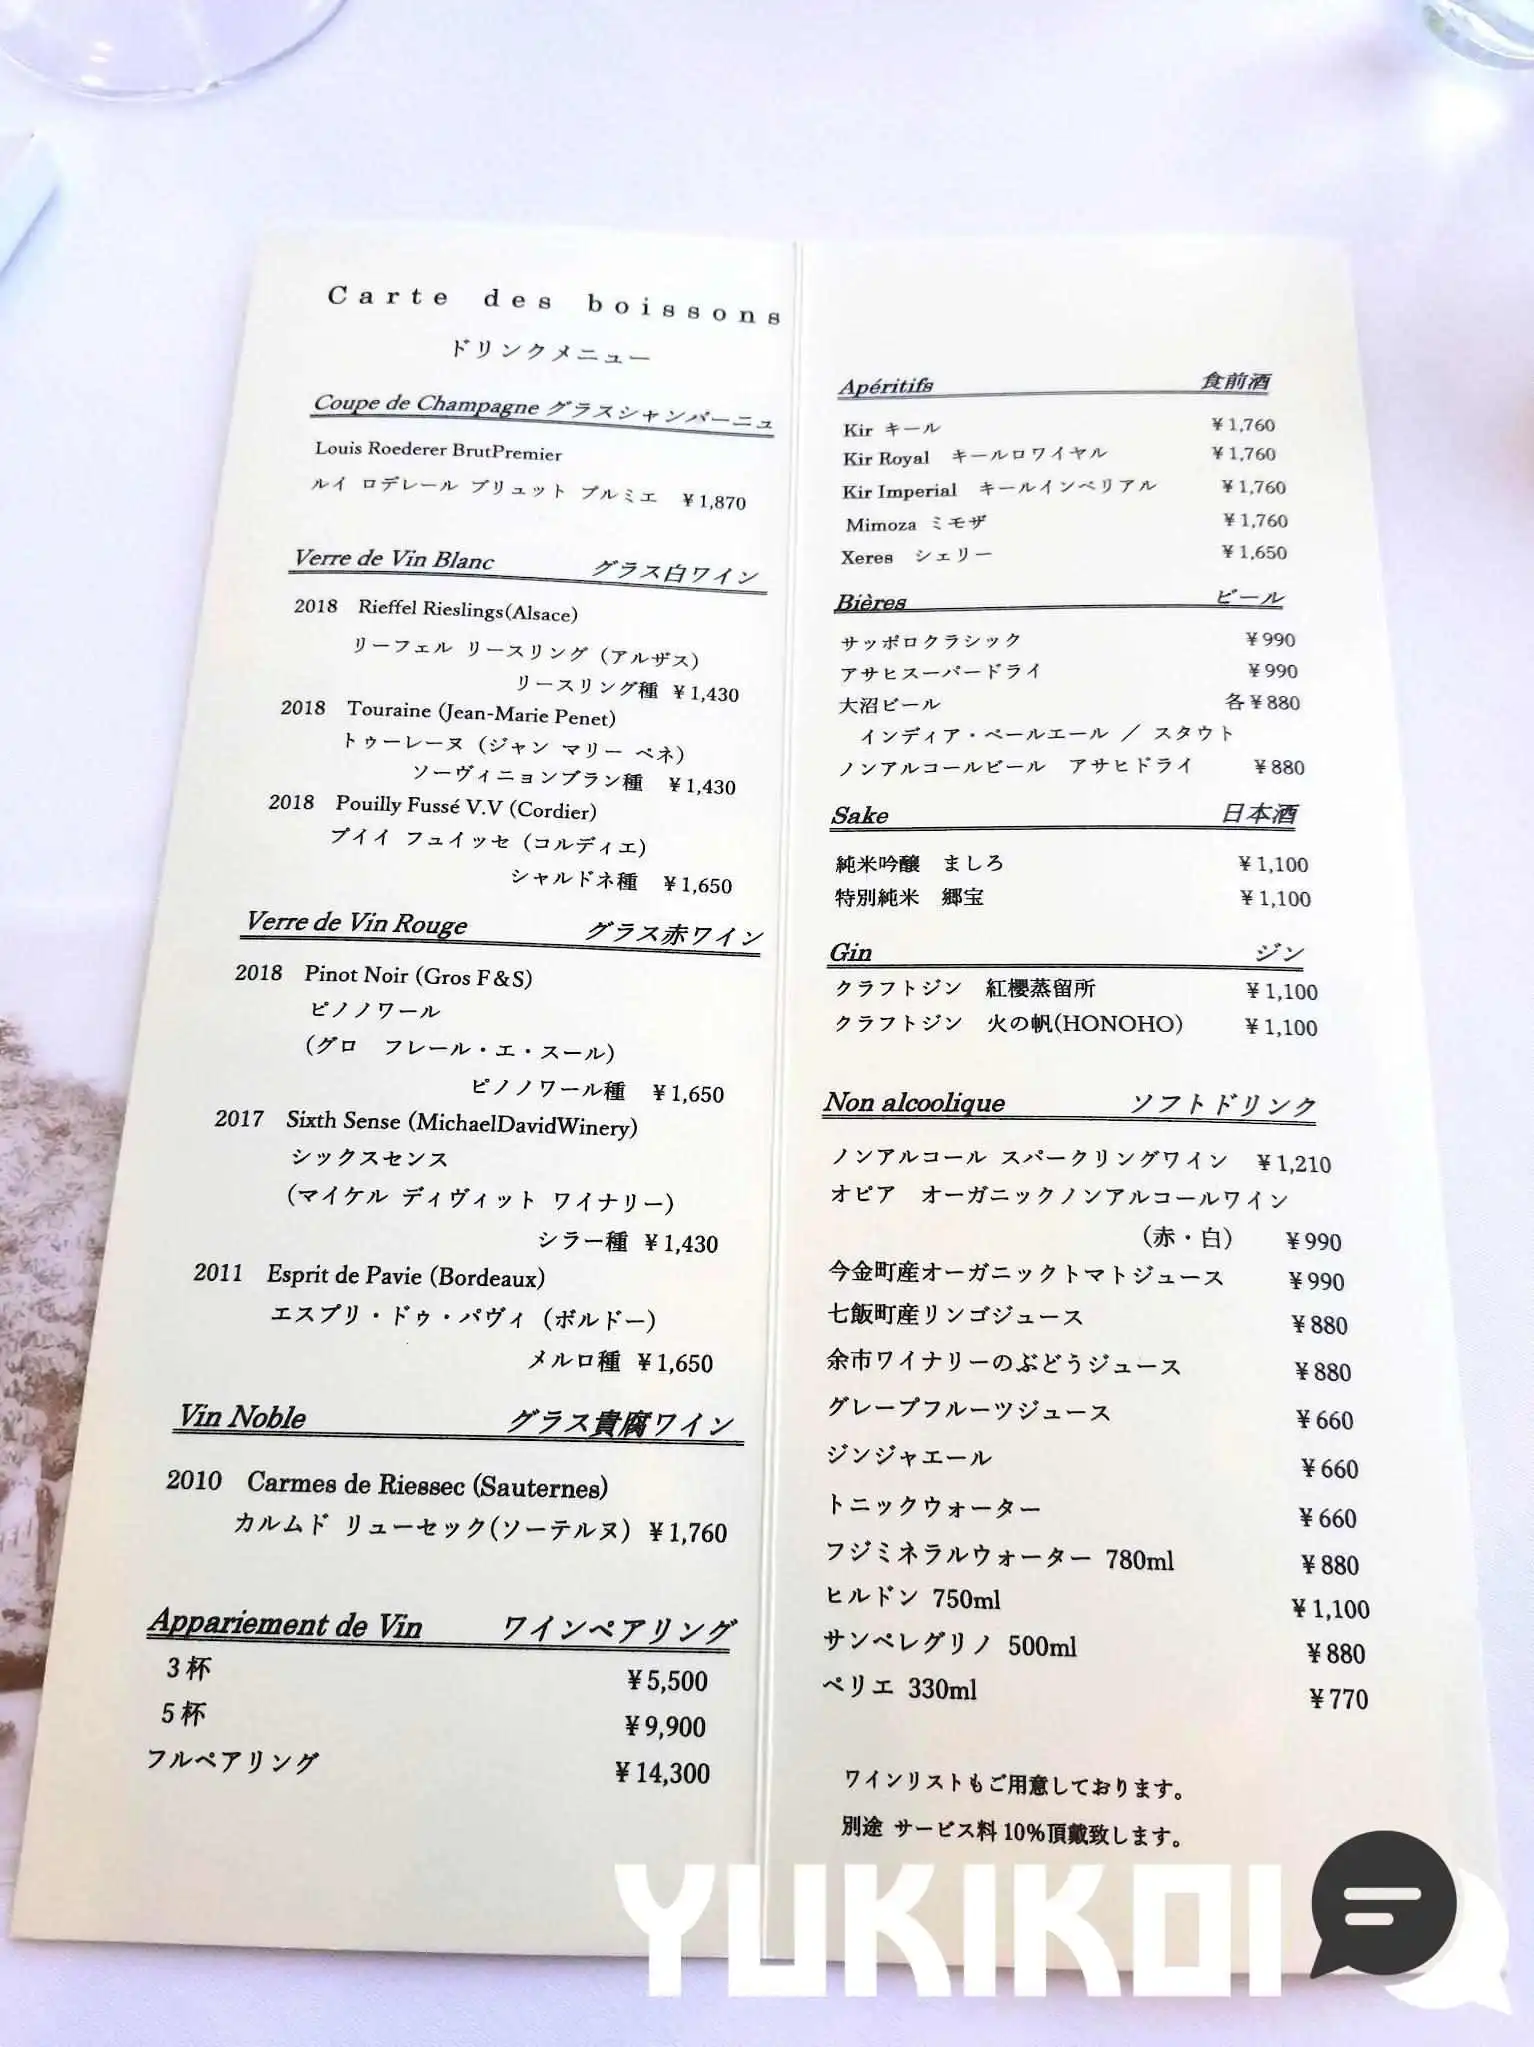 Carte des boissons
ドリンクメニュー
Coupe de Champagne グラスシャンパーニュ
Louis Roederer BrutPremier
ルイ ロデレール ブリュット プルミエ ¥1,870
Verre de Vin Blanc グラス白ワイン
2018 Rieffel Rieslings(Alsace)
リーフェル リースリング (アルザス)
リースリング種 ¥1,430
2018 Touraine (Jean-Marie Penet)
トゥーレーヌ (ジャン マリー ペネ)
ソーヴィニョンブラン種 ¥1,430
2018 Pouilly Fussé V.V (Cordier)
プイイ フュイッセ (コルディエ)
シャルドネ種 ¥1,650
Verre de Vin Rouge グラス赤ワイン
2018 Pinot Noir (Gros F&S)
ピノノワール
(グロ フレール・エ・スール)
ピノノワール種 ¥1,650
2017 Sixth Sense (MichaelDavidWinery)
シックスセンス
(マイケル ディヴィット ワイナリー)
シラー種 ¥1,430
2011 Esprit de Pavie (Bordeaux)
エスプリ・ドゥ・パヴィ (ボルドー)
メルロ種 ¥1,650
Vin Noble グラス貴腐ワイン
2010 Carmes de Riessec (Sauternes)
カルムド リューセック(ソーテルヌ) ¥1,760
Appariement de Vin ワインペアリング
3杯 ¥5,500
5杯 ¥9,900
フルペアリング ¥14,300
Apéritifs 食前酒
Kir キール ¥1,760
Kir Royal キールロワイヤル ¥1,760
Kir Imperial キールインペリアル ¥1,760
Mimoza ミモザ ¥1,760
Xeres シェリー ¥1,650
Bières ビール
サッポロクラシック ¥990
アサヒスーパードライ ¥990
大沼ビール 各¥880
インディア・ペールエール / スタウト
ノンアルコールビール アサヒドライ ¥880
Sake 日本酒
純米吟醸 ましろ ¥1,100
特別純米 郷宝 ¥1,100
Gin ジン
クラフトジン 紅櫻蒸留所 ¥1,100
クラフトジン 火の帆(HONOHO) ¥1,100
Non alcoolique ソフトドリンク
ノンアルコール スパークリングワイン ¥1,210
オピア オーガニックノンアルコールワイン
(赤・白) ¥990
今金町産オーガニックトマトジュース ¥990
七飯町産リンゴジュース ¥880
余市ワイナリーのぶどうジュース ¥880
グレープフルーツジュース ¥660
ジンジャエール ¥660
トニックウォーター ¥660
フジミネラルウォーター 780ml ¥880
ヒルドン 750ml ¥1,100
サンペレグリノ 500ml ¥880
ペリエ 330ml ¥770
ワインリストもご用意しております。
別途 サービス料10%頂戴致します。
YUKIKOI